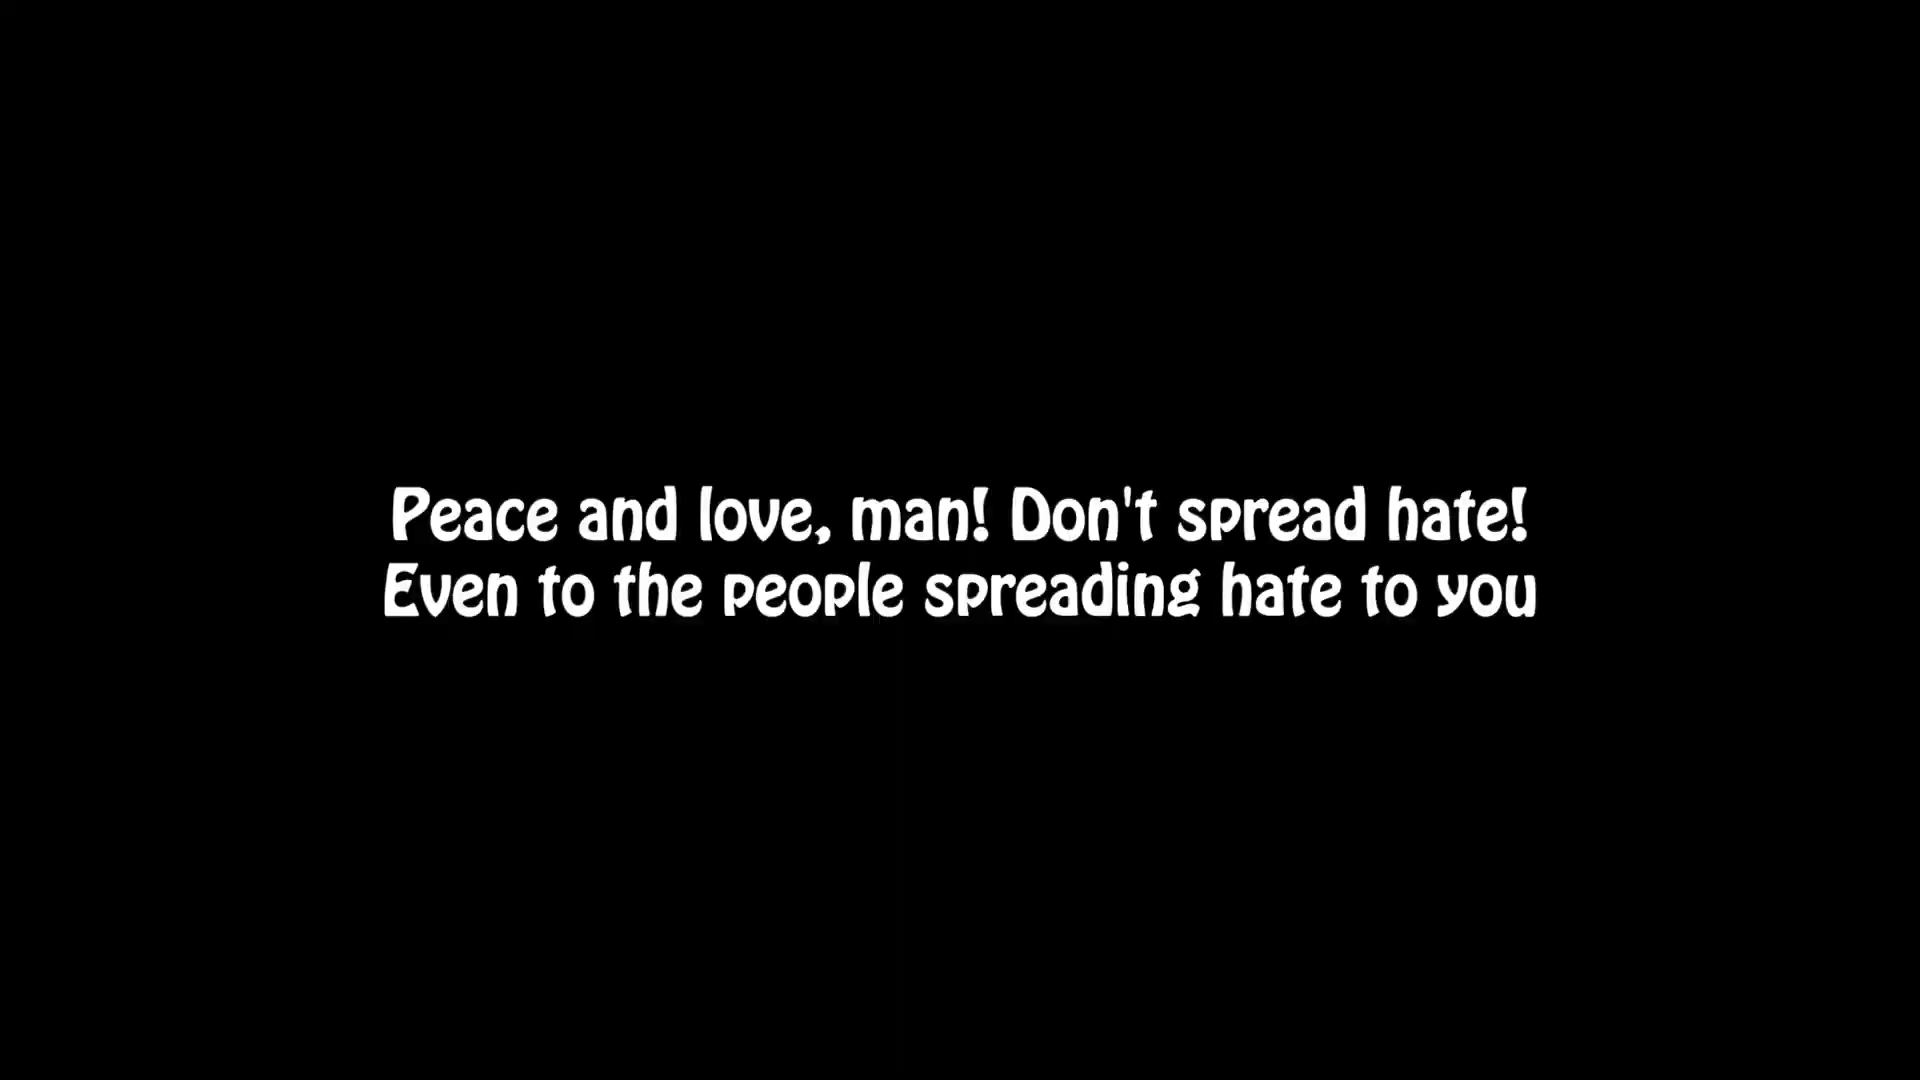 Peace and love, man! Don't spread hate!
Even to the people spreading hate to you